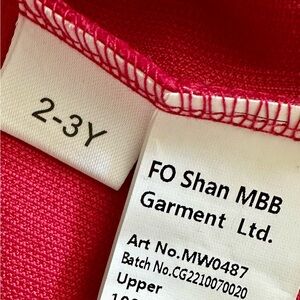 2-3Y
FO Shan MBB
Garment Ltd.
Art No.MW0487
Batch No.CG2210070020
Upper